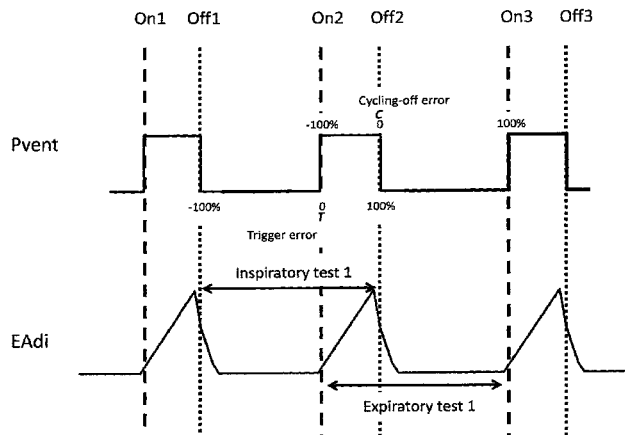 On1 Off1 On2 Off2 On3 Off3
Cycling-off error
-100% C 100%
0
Pvent
-100% 0 100%
T
Trigger error
Inspiratory test 1
EAdi
Expiratory test 1